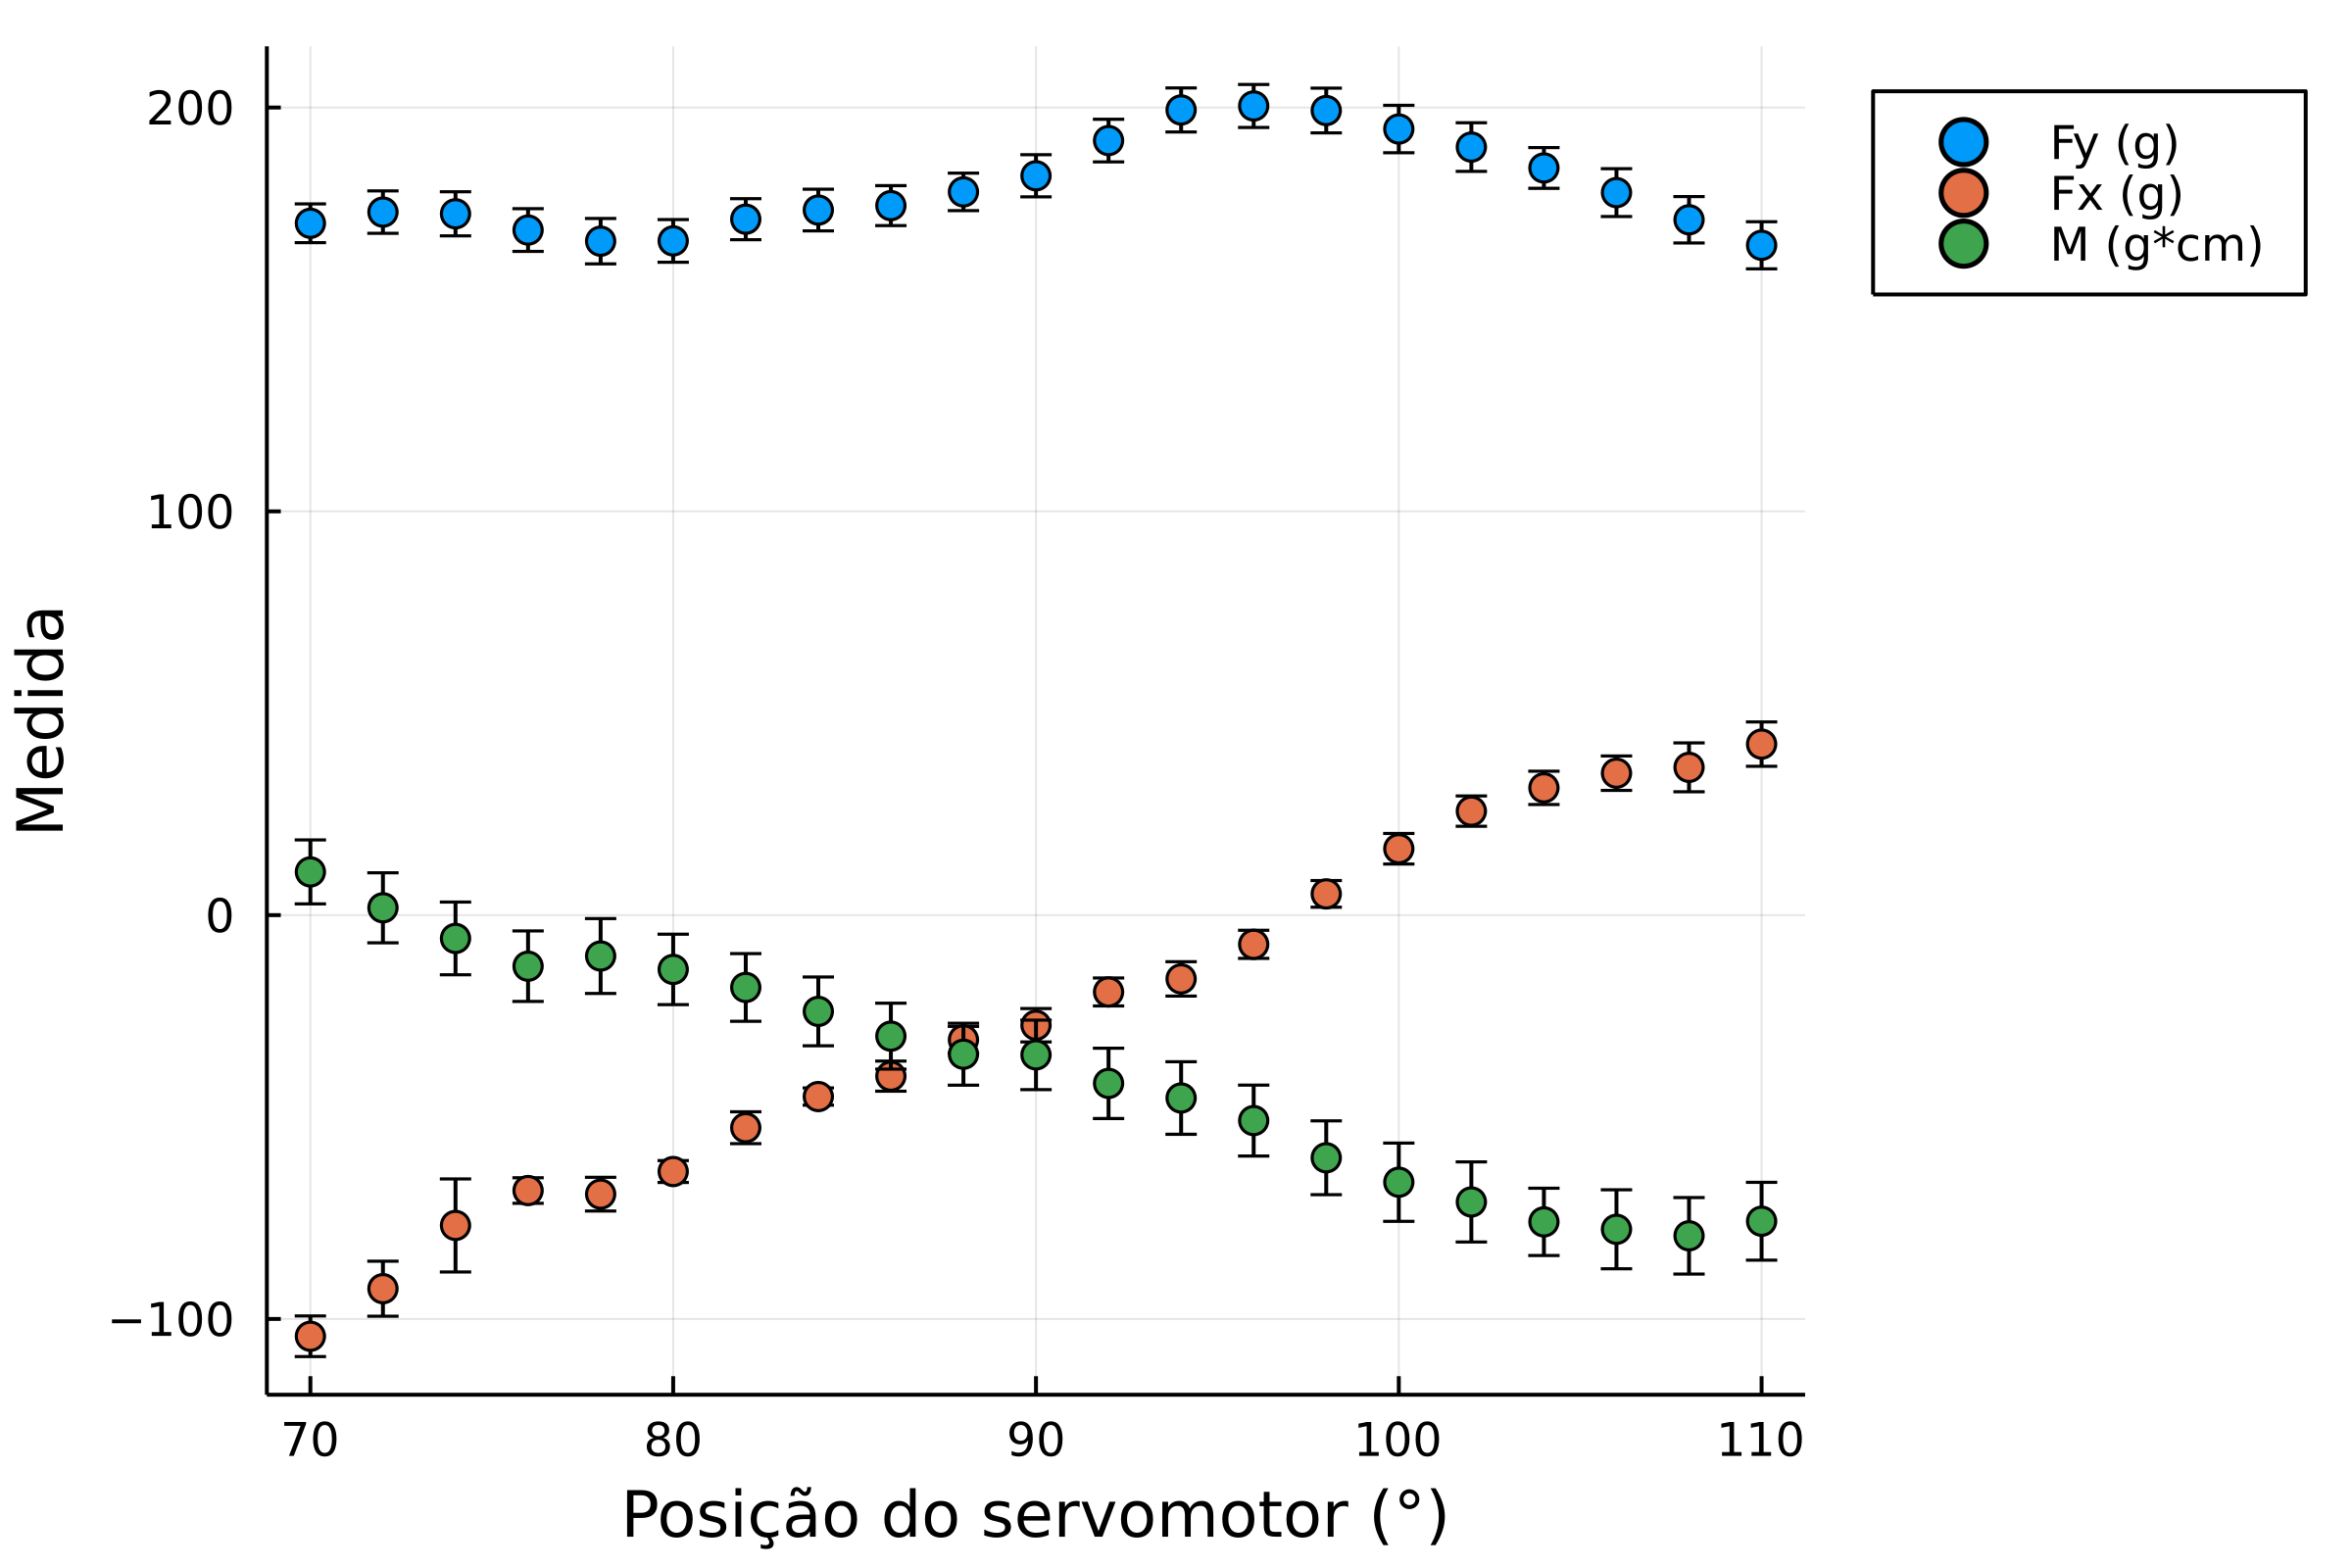 200
100
0
−100
Medida
70 80 90 100 110
Posição do servomotor (°)
Fy (g)
Fx (g)
M (g*cm)